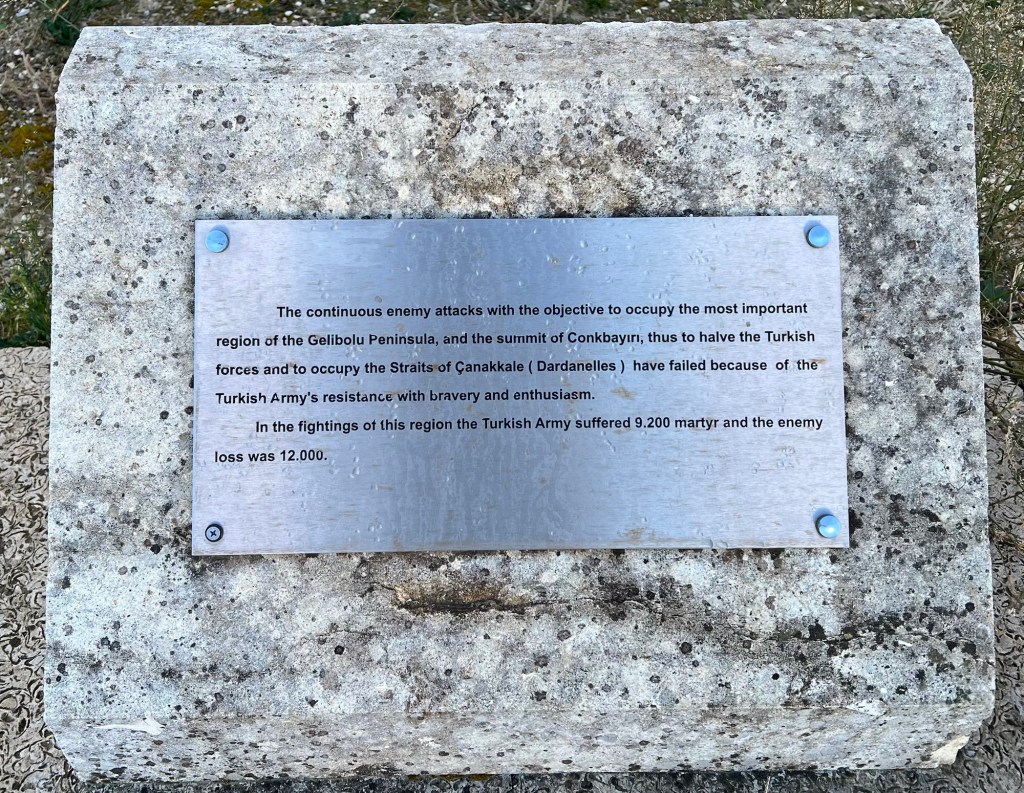 The continuous enemy attacks with the objective to occupy the most important
region of the Gelibolu Peninsula, and the summit of Conkbayırı, thus to halve the Turkish
forces and to occupy the Straits of Çanakkale ( Dardanelles ) have failed because of the
Turkish Army's resistance with bravery and enthusiasm.
In the fightings of this region the Turkish Army suffered 9.200 martyr and the enemy
loss was 12.000.